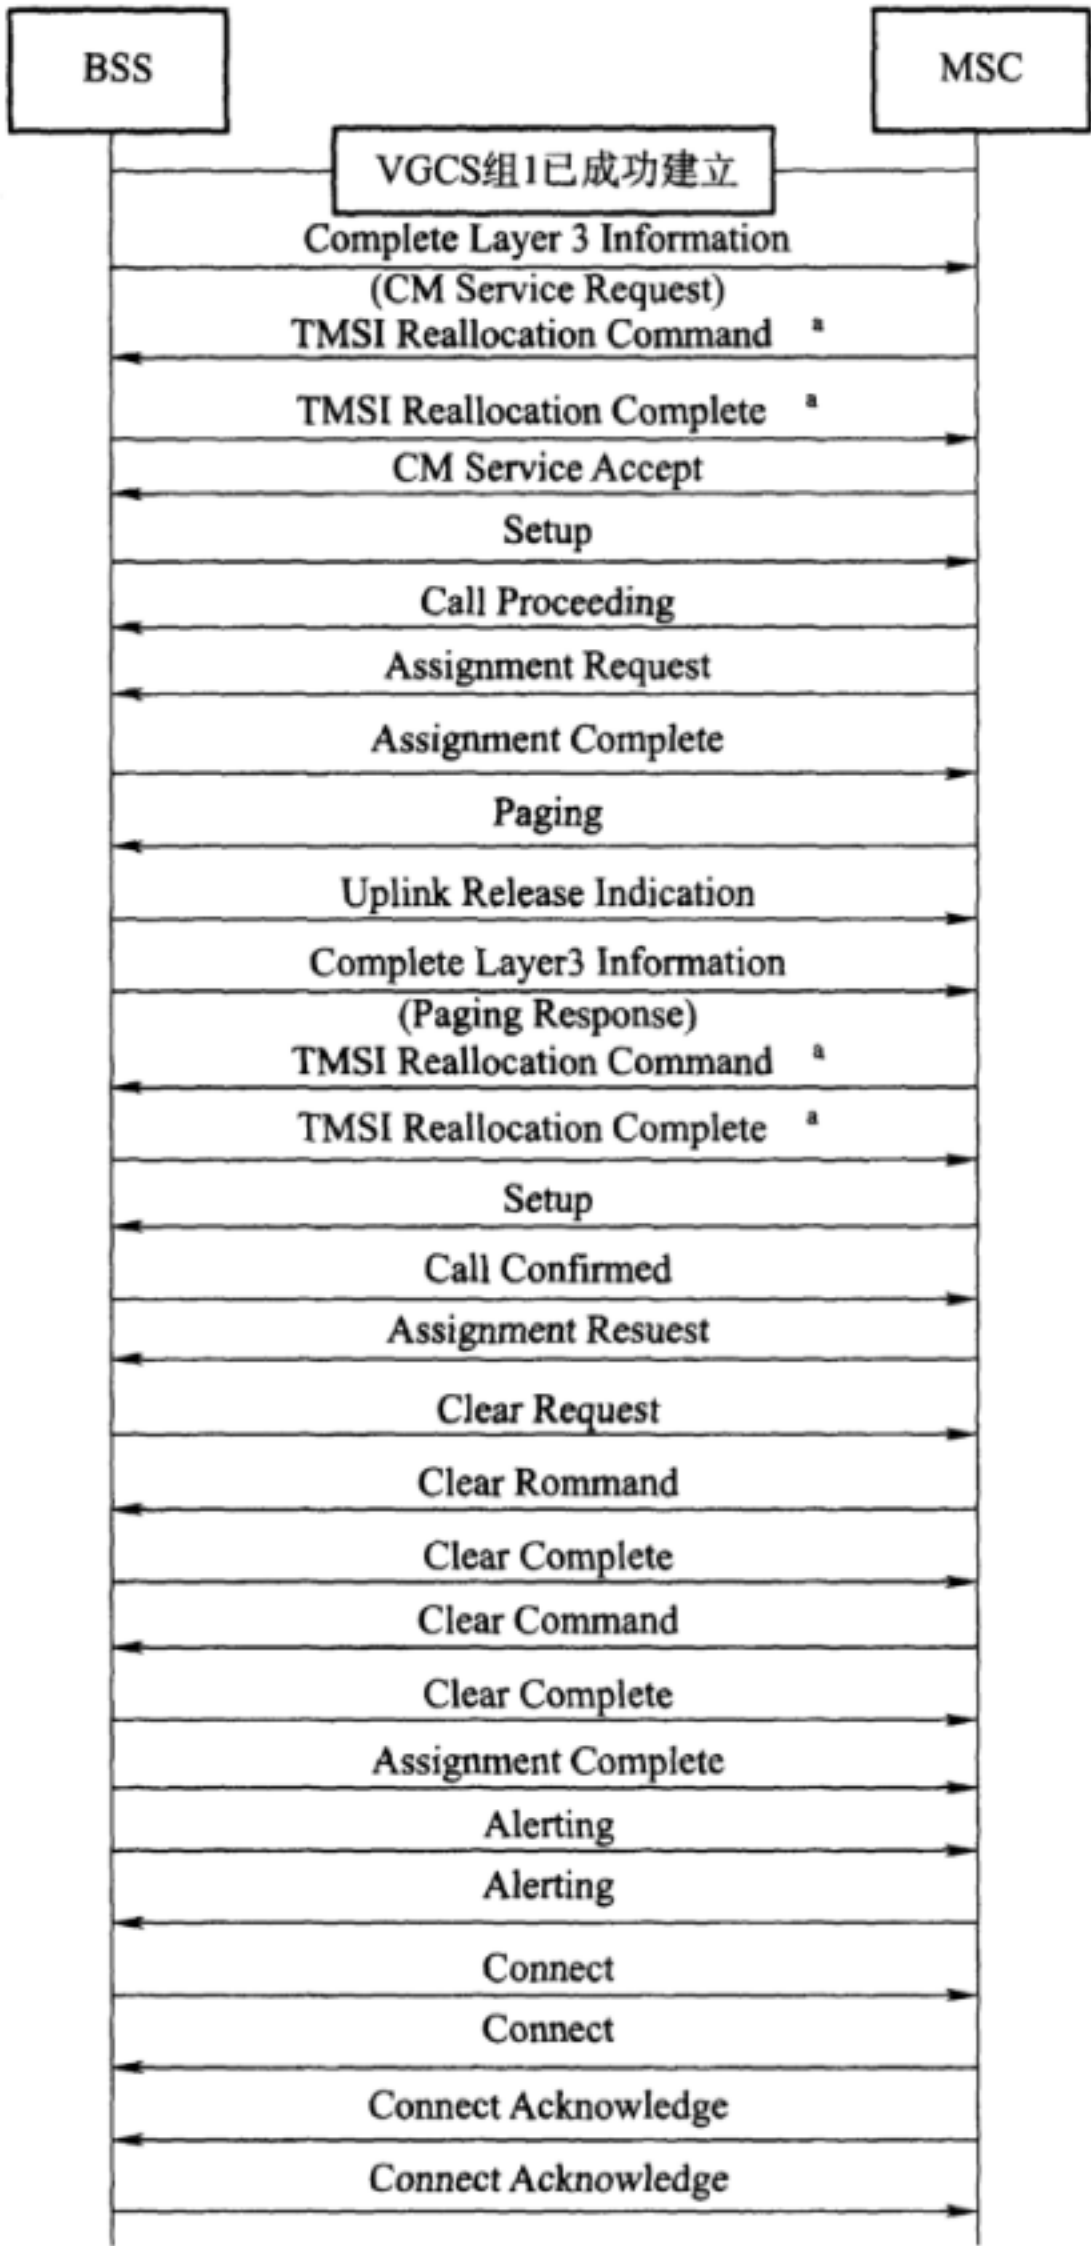 BSS
MSC
VGCS组1已成功建立
Complete Layer 3 Information
(CM Service Request)
TMSI Reallocation Command a
TMSI Reallocation Complete a
CM Service Accept
Setup
Call Proceeding
Assignment Request
Assignment Complete
Paging
Uplink Release Indication
Complete Layer3 Information
(Paging Response)
TMSI Reallocation Command a
TMSI Reallocation Complete a
Setup
Call Confirmed
Assignment Resuest
Clear Request
Clear Rommand
Clear Complete
Clear Command
Clear Complete
Assignment Complete
Alerting
Alerting
Connect
Connect
Connect Acknowledge
Connect Acknowledge